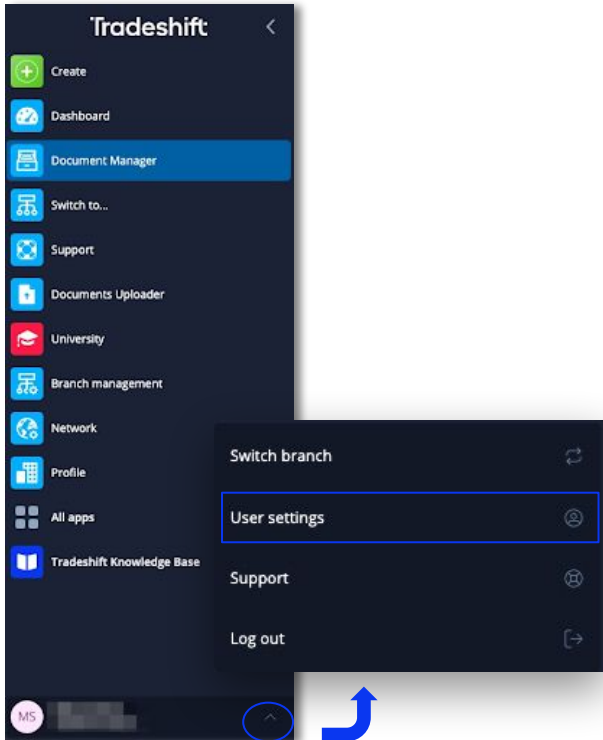 Tradeshift
Create
Dashboard
Document Manager
Switch to...
Support
Documents Uploader
University
Branch management
Network
Profile
All apps
Tradeshift Knowledge Base
MS
Switch branch
User settings
Support
Log out